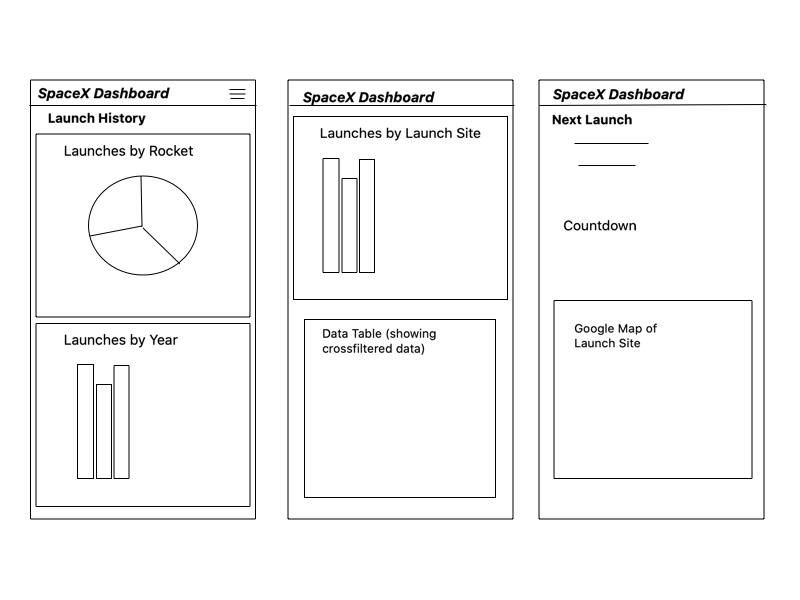 SpaceX Dashboard
Launch History
Launches by Rocket
Launches by Year
SpaceX Dashboard
Launches by Launch Site
Data Table (showing
crossfiltered data)
SpaceX Dashboard
Next Launch
Countdown
Google Map of
Launch Site